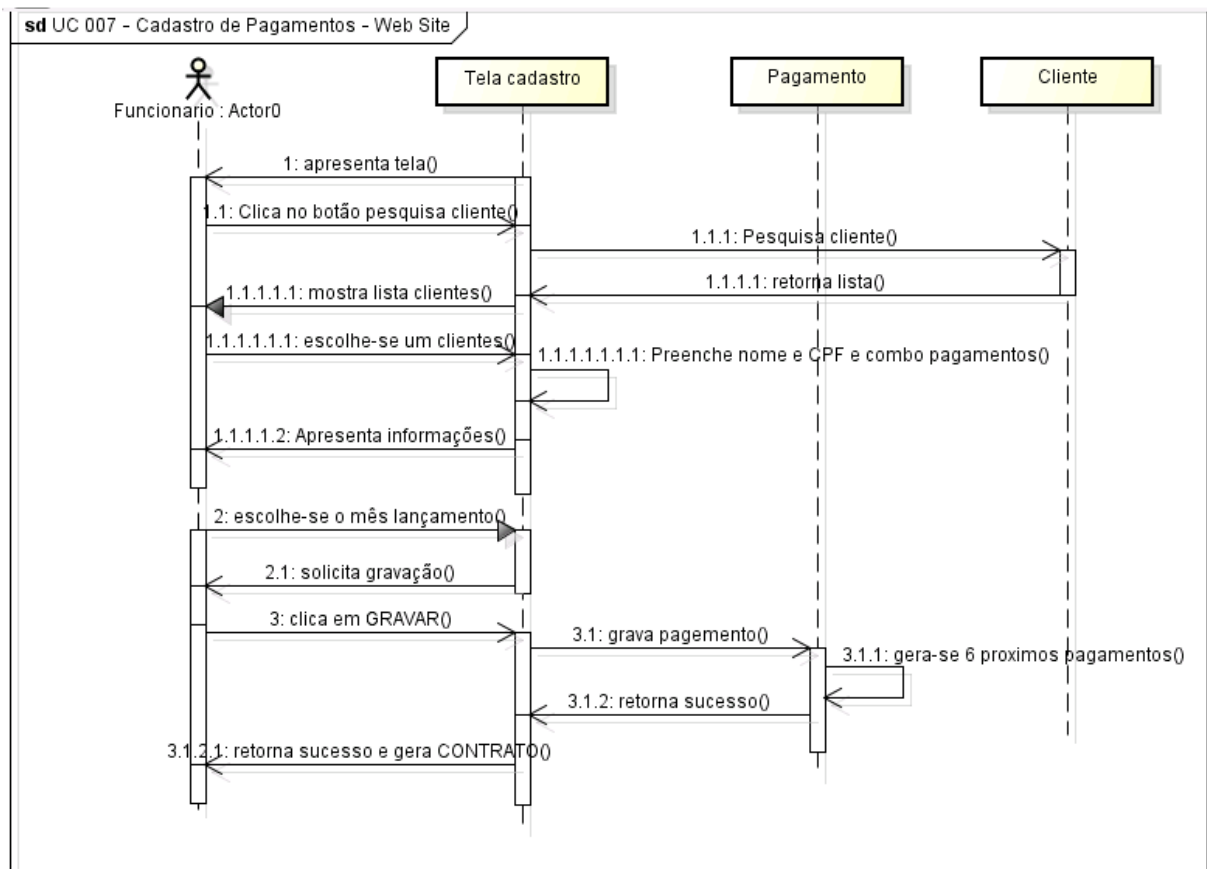 sd UC 007 - Cadastro de Pagamentos - Web Site
Funcionario : Actor0
Tela cadastro
Pagamento
Cliente
1: apresenta tela()
1.1: Clica no botão pesquisa cliente()
1.1.1: Pesquisa cliente()
1.1.1.1: retorna lista()
1.1.1.1.1: mostra lista clientes()
1.1.1.1.1.1: escolhe-se um clientes()
1.1.1.1.1.1.1: Preenche nome e CPF e combo pagamentos()
1.1.1.1.2: Apresenta informações()
2: escolhe-se o mês lançamento()
2.1: solicita gravação()
3: clica em GRAVAR()
3.1: grava pagemento()
3.1.1: gera-se 6 proximos pagamentos()
3.1.2: retorna sucesso()
3.1.2.1: retorna sucesso e gera CONTRATO()